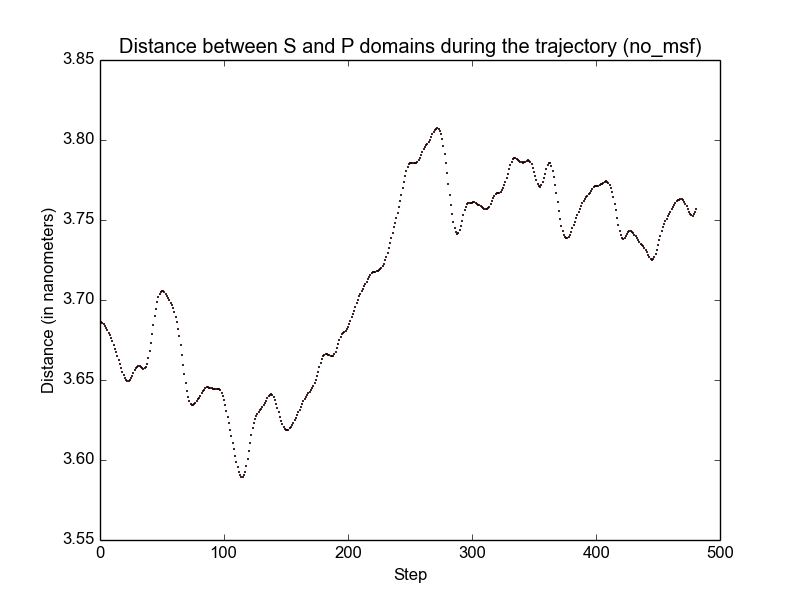 Distance between S and P domains during the trajectory (no_msf)
3.85
3.80
3.75
3.70
3.65
3.60
3.55
Distance (in nanometers)
0 100 200 300 400 500
Step